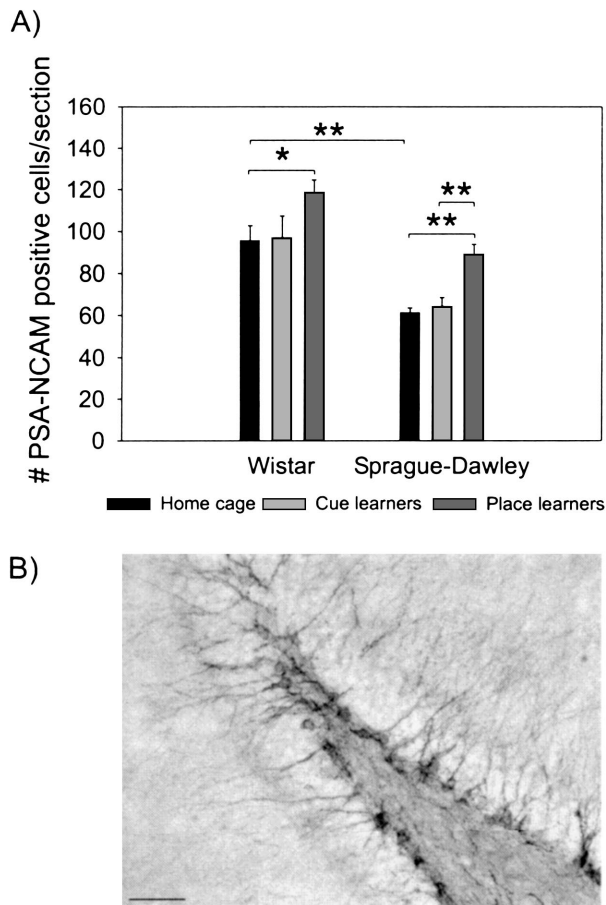 A)
# PSA-NCAM positive cells/section
160
140
120
100
80
60
40
20
0
**
*
**
**
Wistar Sprague-Dawley
Home cage Cue learners Place learners
B)